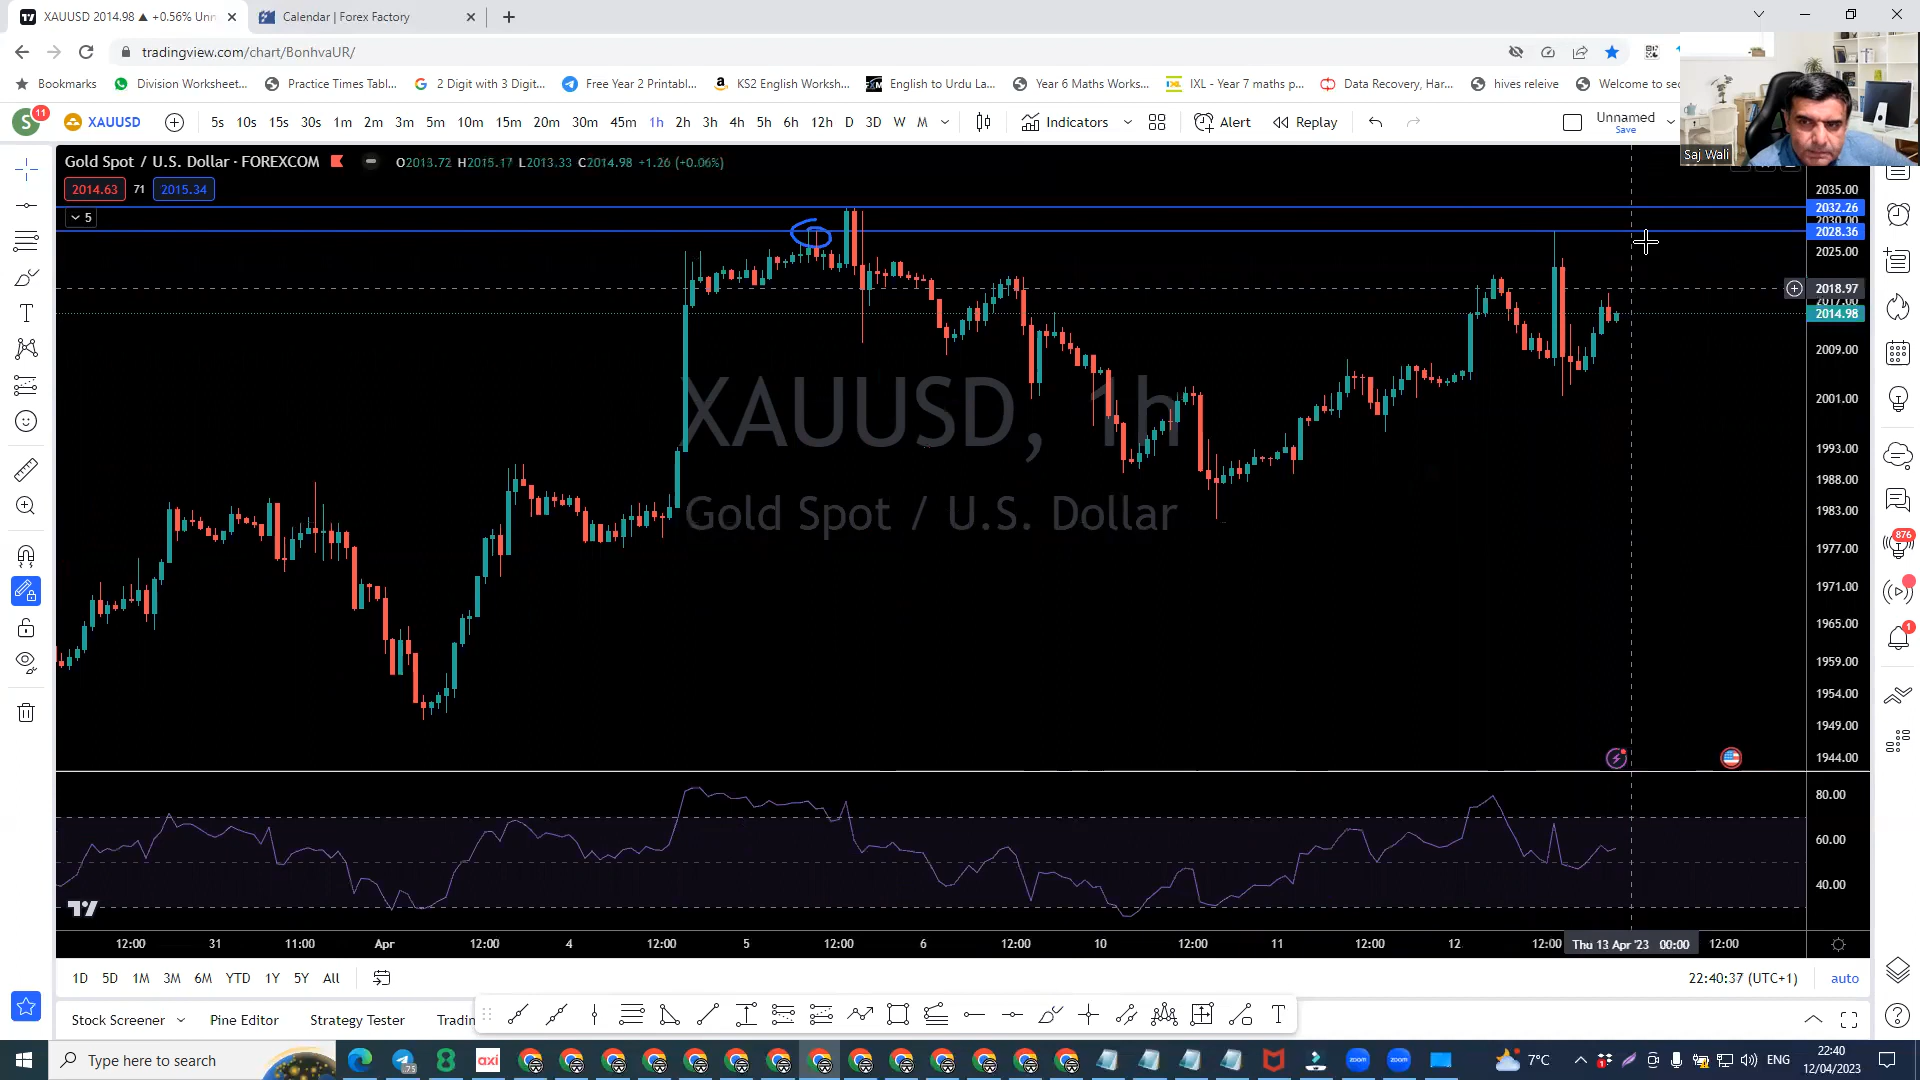 XAUUSD 2014.98 ▲ +0.56% Unn
Calendar | Forex Factory
tradingview.com/chart/BonhvaUR/
Bookmarks
Division Worksheet...
Practice Times Tabl...
2 Digit with 3 Digit...
Free Year 2 Printabl...
KS2 English Worksh...
English to Urdu La...
Year 6 Maths Works...
IXL - Year 7 maths p...
Data Recovery, Har...
hives releive
Welcome to sec
S 11 XAUUSD 5s 10s 15s 30s 1m 2m 3m 5m 10m 15m 20m 30m 45m 1h 2h 3h 4h 5h 6h 12h D 3D W M Indicators Alert Replay Unnamed
Save
Saj Wali
Gold Spot / U.S. Dollar · FOREXCOM O2013.72 H2015.17 L2013.33 C2014.98 +1.26 (+0.06%)
2014.63 71 2015.34
5
2035.00
2032.26
2028.36
2025.00
2018.97
2014.98
2009.00
2001.00
1993.00
1988.00
1983.00
1977.00
1971.00
1965.00
1959.00
1954.00
1949.00
1944.00
XAUUSD, 1h
Gold Spot / U.S. Dollar
876
1
80.00
60.00
40.00
12:00 31 11:00 Apr 12:00 4 12:00 5 12:00 6 12:00 10 12:00 11 12:00 12 12:00 Thu 13 Apr '23 00:00 12:00
1D 5D 1M 3M 6M YTD 1Y 5Y All 22:40:37 (UTC+1) auto
Stock Screener Pine Editor Strategy Tester Tradin
Type here to search
75
axi
zoom
zoom
7°C
ENG
22:40
12/04/2023